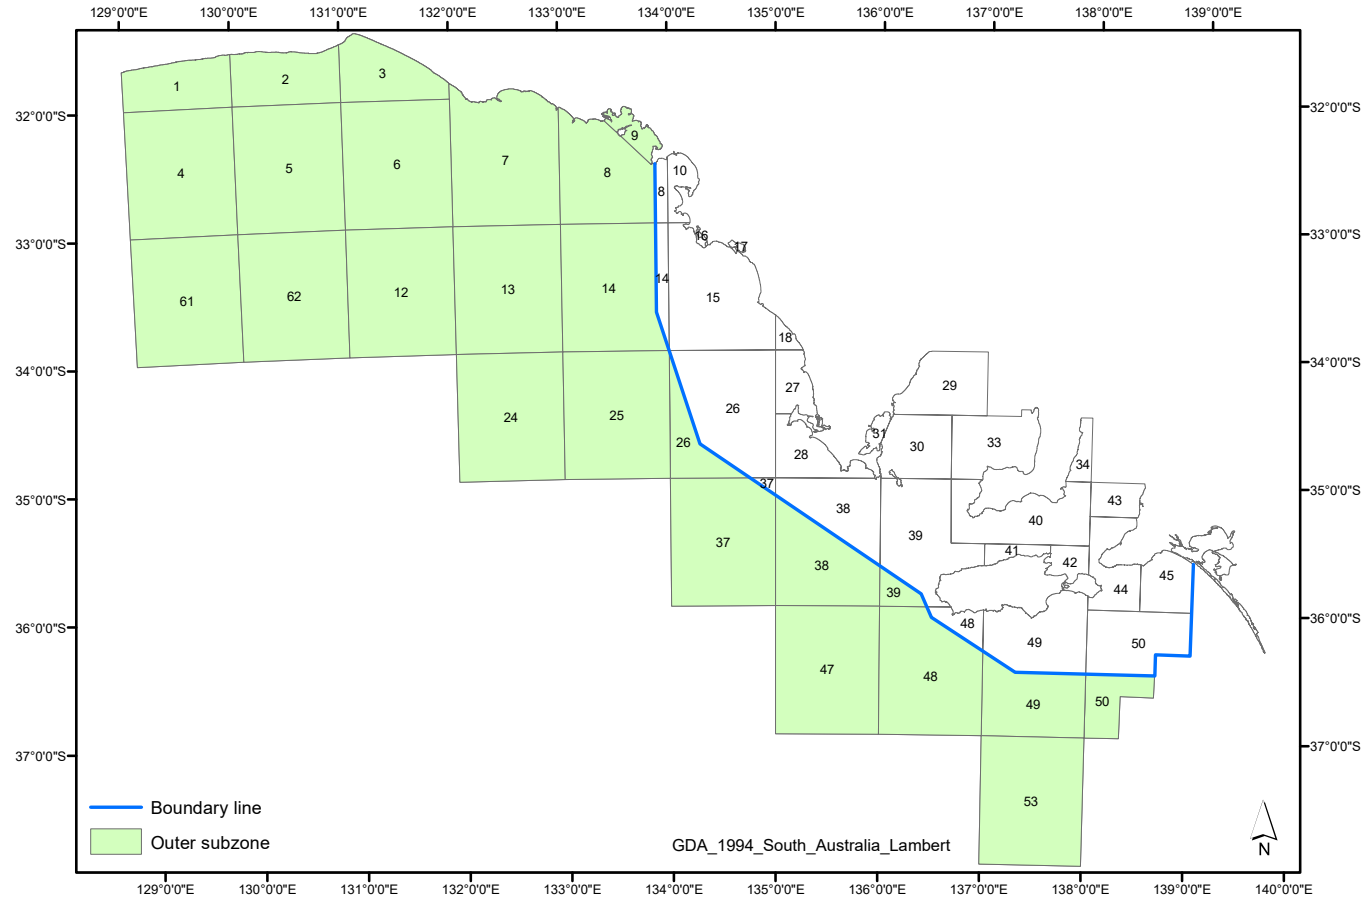 129°0'0"E 130°0'0"E 131°0'0"E 132°0'0"E 133°0'0"E 134°0'0"E 135°0'0"E 136°0'0"E 137°0'0"E 138°0'0"E 139°0'0"E
1 2 3
32°0'0"S 32°0'0"S
9
4 5 6 7 8 8 10
33°0'0"S 16 17 33°0'0"S
61 62 12 13 14 14 15
18
34°0'0"S 34°0'0"S
27 29
24 25 26 26 28 31 30 33 34
35°0'0"S 35°0'0"S
37 38 39 40 43
37 38 39 41 42 44 45
36°0'0"S 36°0'0"S
48 49 50
47 48 49 50
37°0'0"S 37°0'0"S
53
Boundary line
Outer subzone
GDA_1994_South_Australia_Lambert
N
129°0'0"E 130°0'0"E 131°0'0"E 132°0'0"E 133°0'0"E 134°0'0"E 135°0'0"E 136°0'0"E 137°0'0"E 138°0'0"E 139°0'0"E 140°0'0"E